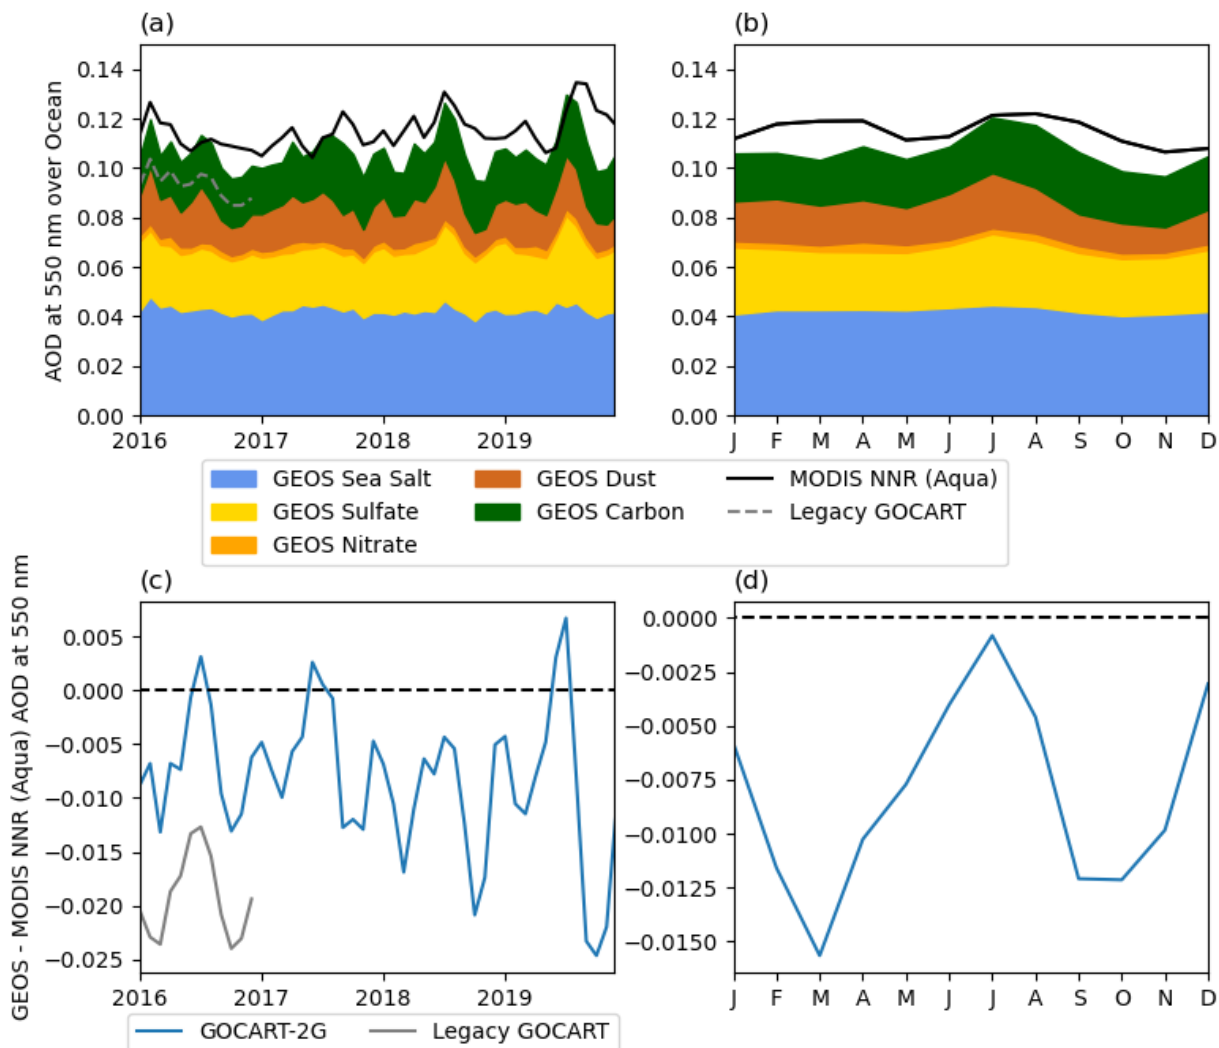 (a)
(b)
AOD at 550 nm over Ocean
0.14
0.12
0.10
0.08
0.06
0.04
0.02
0.00
2016 2017 2018 2019
0.14
0.12
0.10
0.08
0.06
0.04
0.02
0.00
J F M A M J J A S O N D
GEOS Sea Salt GEOS Dust MODIS NNR (Aqua)
GEOS Sulfate GEOS Carbon Legacy GOCART
GEOS Nitrate
(c)
(d)
GEOS - MODIS NNR (Aqua) AOD at 550 nm
0.005
0.000
−0.005
−0.010
−0.015
−0.020
−0.025
2016 2017 2018 2019
0.0000
−0.0025
−0.0050
−0.0075
−0.0100
−0.0125
−0.0150
J F M A M J J A S O N D
GOCART-2G Legacy GOCART